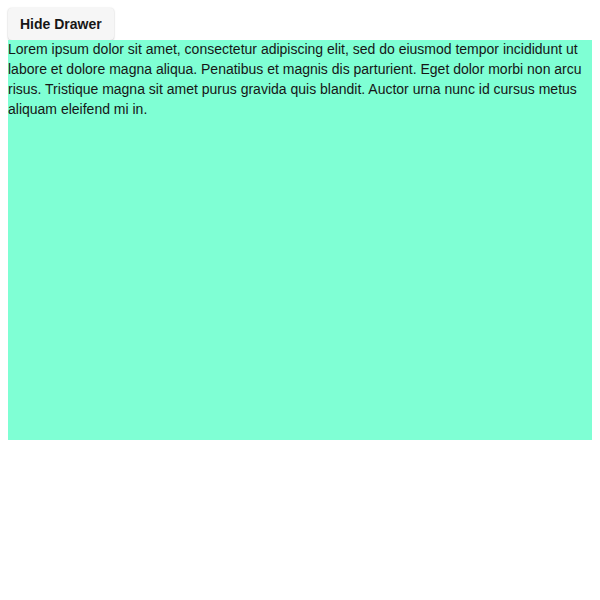 Hide Drawer
Lorem ipsum dolor sit amet, consectetur adipiscing elit, sed do eiusmod tempor incididunt ut
labore et dolore magna aliqua. Penatibus et magnis dis parturient. Eget dolor morbi non arcu
risus. Tristique magna sit amet purus gravida quis blandit. Auctor urna nunc id cursus metus
aliquam eleifend mi in.